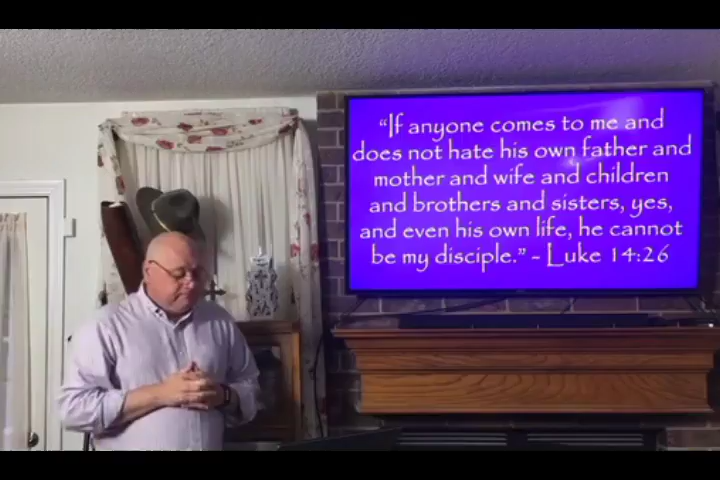 “If anyone comes to me and
does not hate his own father and
mother and wife and children
and brothers and sisters, yes,
and even his own life, he cannot
be my disciple.” - Luke 14:26